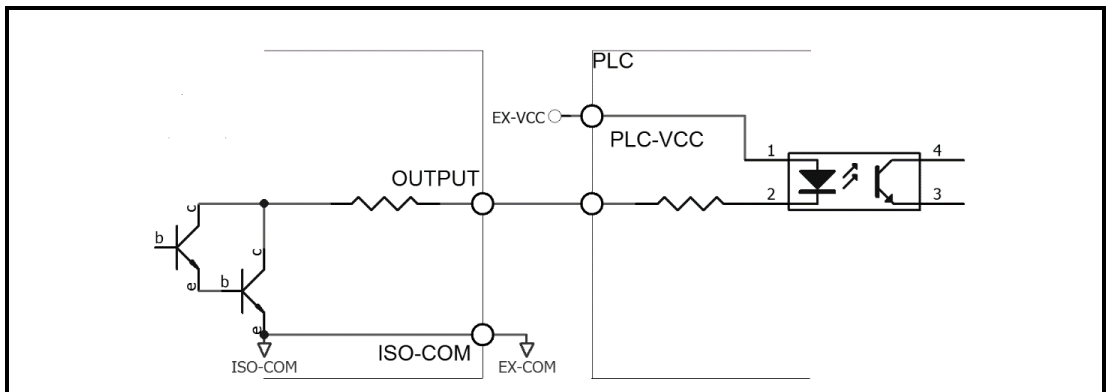 PLC
EX-VCC
PLC-VCC
1
4
OUTPUT
2
3
c
b
c
e
b
e
ISO-COM
ISO-COM
EX-COM